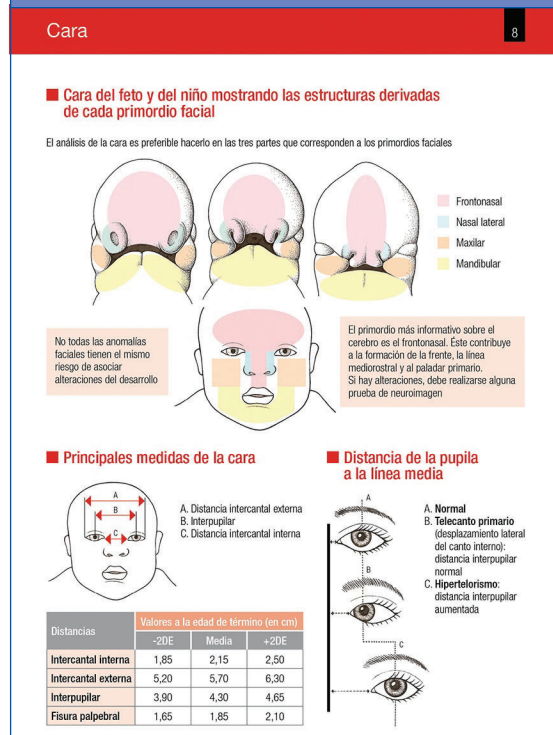 Cara
8
Cara del feto y del niño mostrando las estructuras derivadas
de cada primordio facial
El análisis de la cara es preferible hacerlo en las tres partes que corresponden a los primordios faciales
Frontonasal
Nasal lateral
Maxilar
Mandibular
No todas las anomalías
faciales tienen el mismo
riesgo de asociar
alteraciones del desarrollo
El primordio más informativo sobre el
cerebro es el frontonasal. Éste contribuye
a la formación de la frente, la línea
mediorostral y al paladar primario.
Si hay alteraciones, debe realizarse alguna
prueba de neuroimagen
Principales medidas de la cara
A
B
C
A. Distancia intercantal externa
B. Interpupilar
C. Distancia intercantal interna
Distancias Valores a la edad de término (en cm)
-2DE Media +2DE
Intercantal interna 1,85 2,15 2,50
Intercantal externa 5,20 5,70 6,30
Interpupilar 3,90 4,30 4,65
Fisura palpebral 1,65 1,85 2,10
Distancia de la pupila
a la línea media
A
B
C
A. Normal
B. Telecanto primario
(desplazamiento lateral
del canto interno):
distancia interpupilar
normal
C. Hipertelorismo:
distancia interpupilar
aumentada